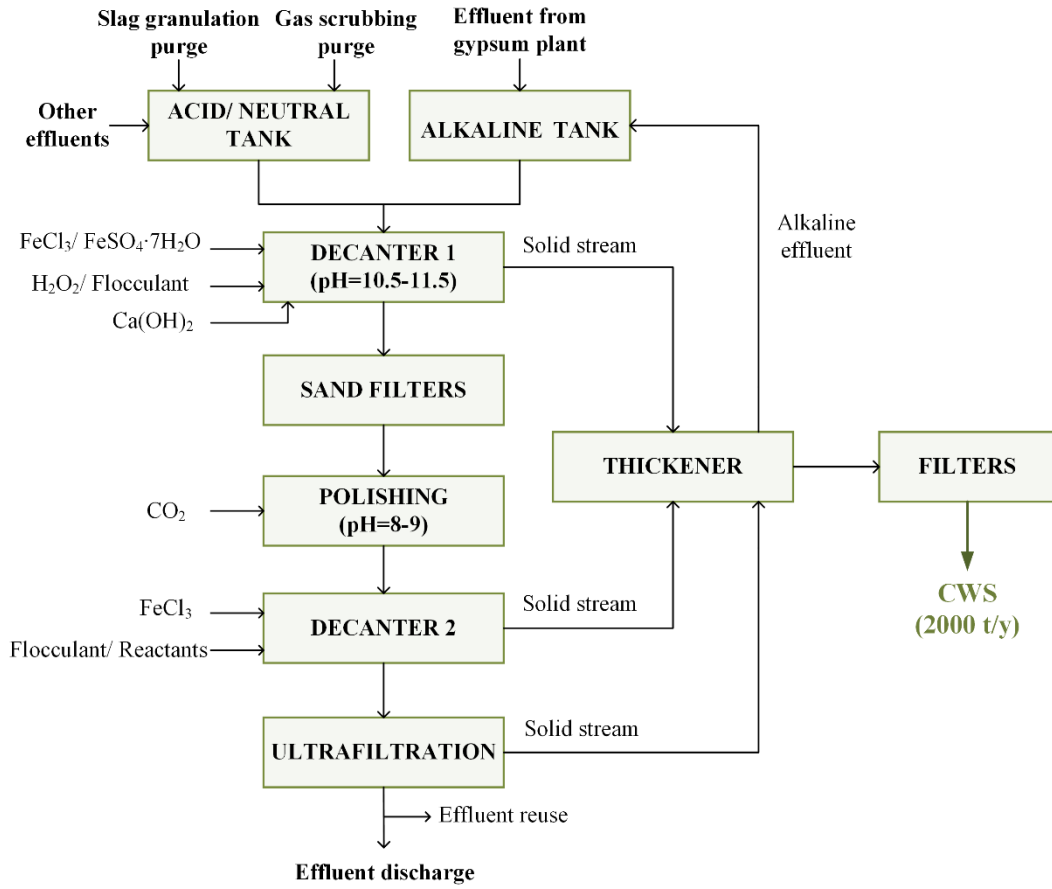 Slag granulation
purge
Gas scrubbing
purge
Effluent from
gypsum plant
Other
effluents
ACID/ NEUTRAL
TANK
ALKALINE TANK
FeCl₃/ FeSO₄·7H₂O
H₂O₂/ Flocculant
Ca(OH)₂
DECANTER 1
(pH=10.5-11.5)
Solid stream
Alkaline
effluent
SAND FILTERS
THICKENER
FILTERS
CO₂
POLISHING
(pH=8-9)
FeCl₃
Flocculant/ Reactants
DECANTER 2
Solid stream
CWS
(2000 t/y)
ULTRAFILTRATION
Solid stream
Effluent reuse
Effluent discharge